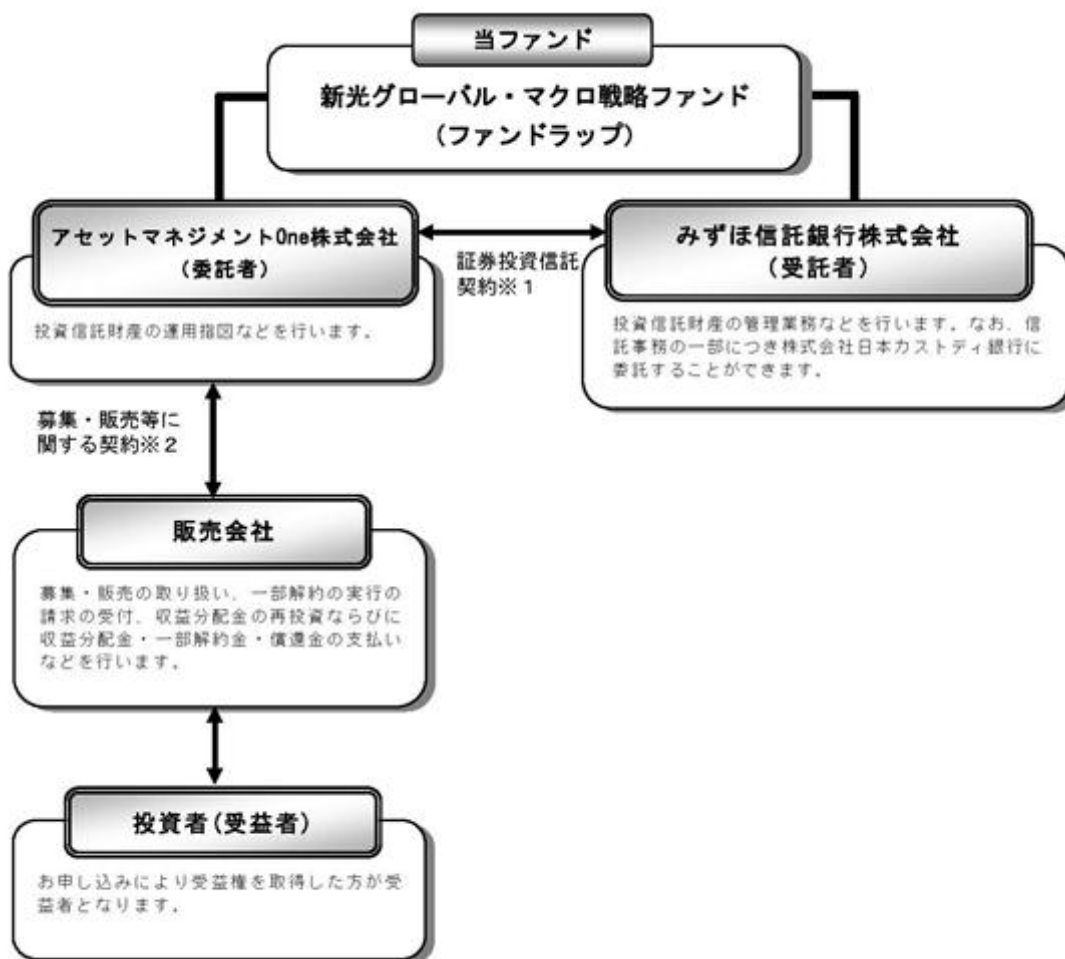 当ファンド
新光グローバル・マクロ戦略ファンド
(ファンドラップ)
アセットマネジメントOne株式会社
(委託者)
投資信託財産の運用指図などを行います。
証券投資信託
契約※1
みずほ信託銀行株式会社
(受託者)
投資信託財産の管理業務などを行います。なお、信
託事務の一部につき株式会社日本カストディ銀行に
委託することができます。
募集・販売等に
関する契約※2
販売会社
募集・販売の取り扱い、一部解約の実行の
請求の受付、収益分配金の再投資ならびに
収益分配金・一部解約金・償還金の支払い
などを行います。
投資者(受益者)
お申し込みにより受益権を取得した方が受
益者となります。